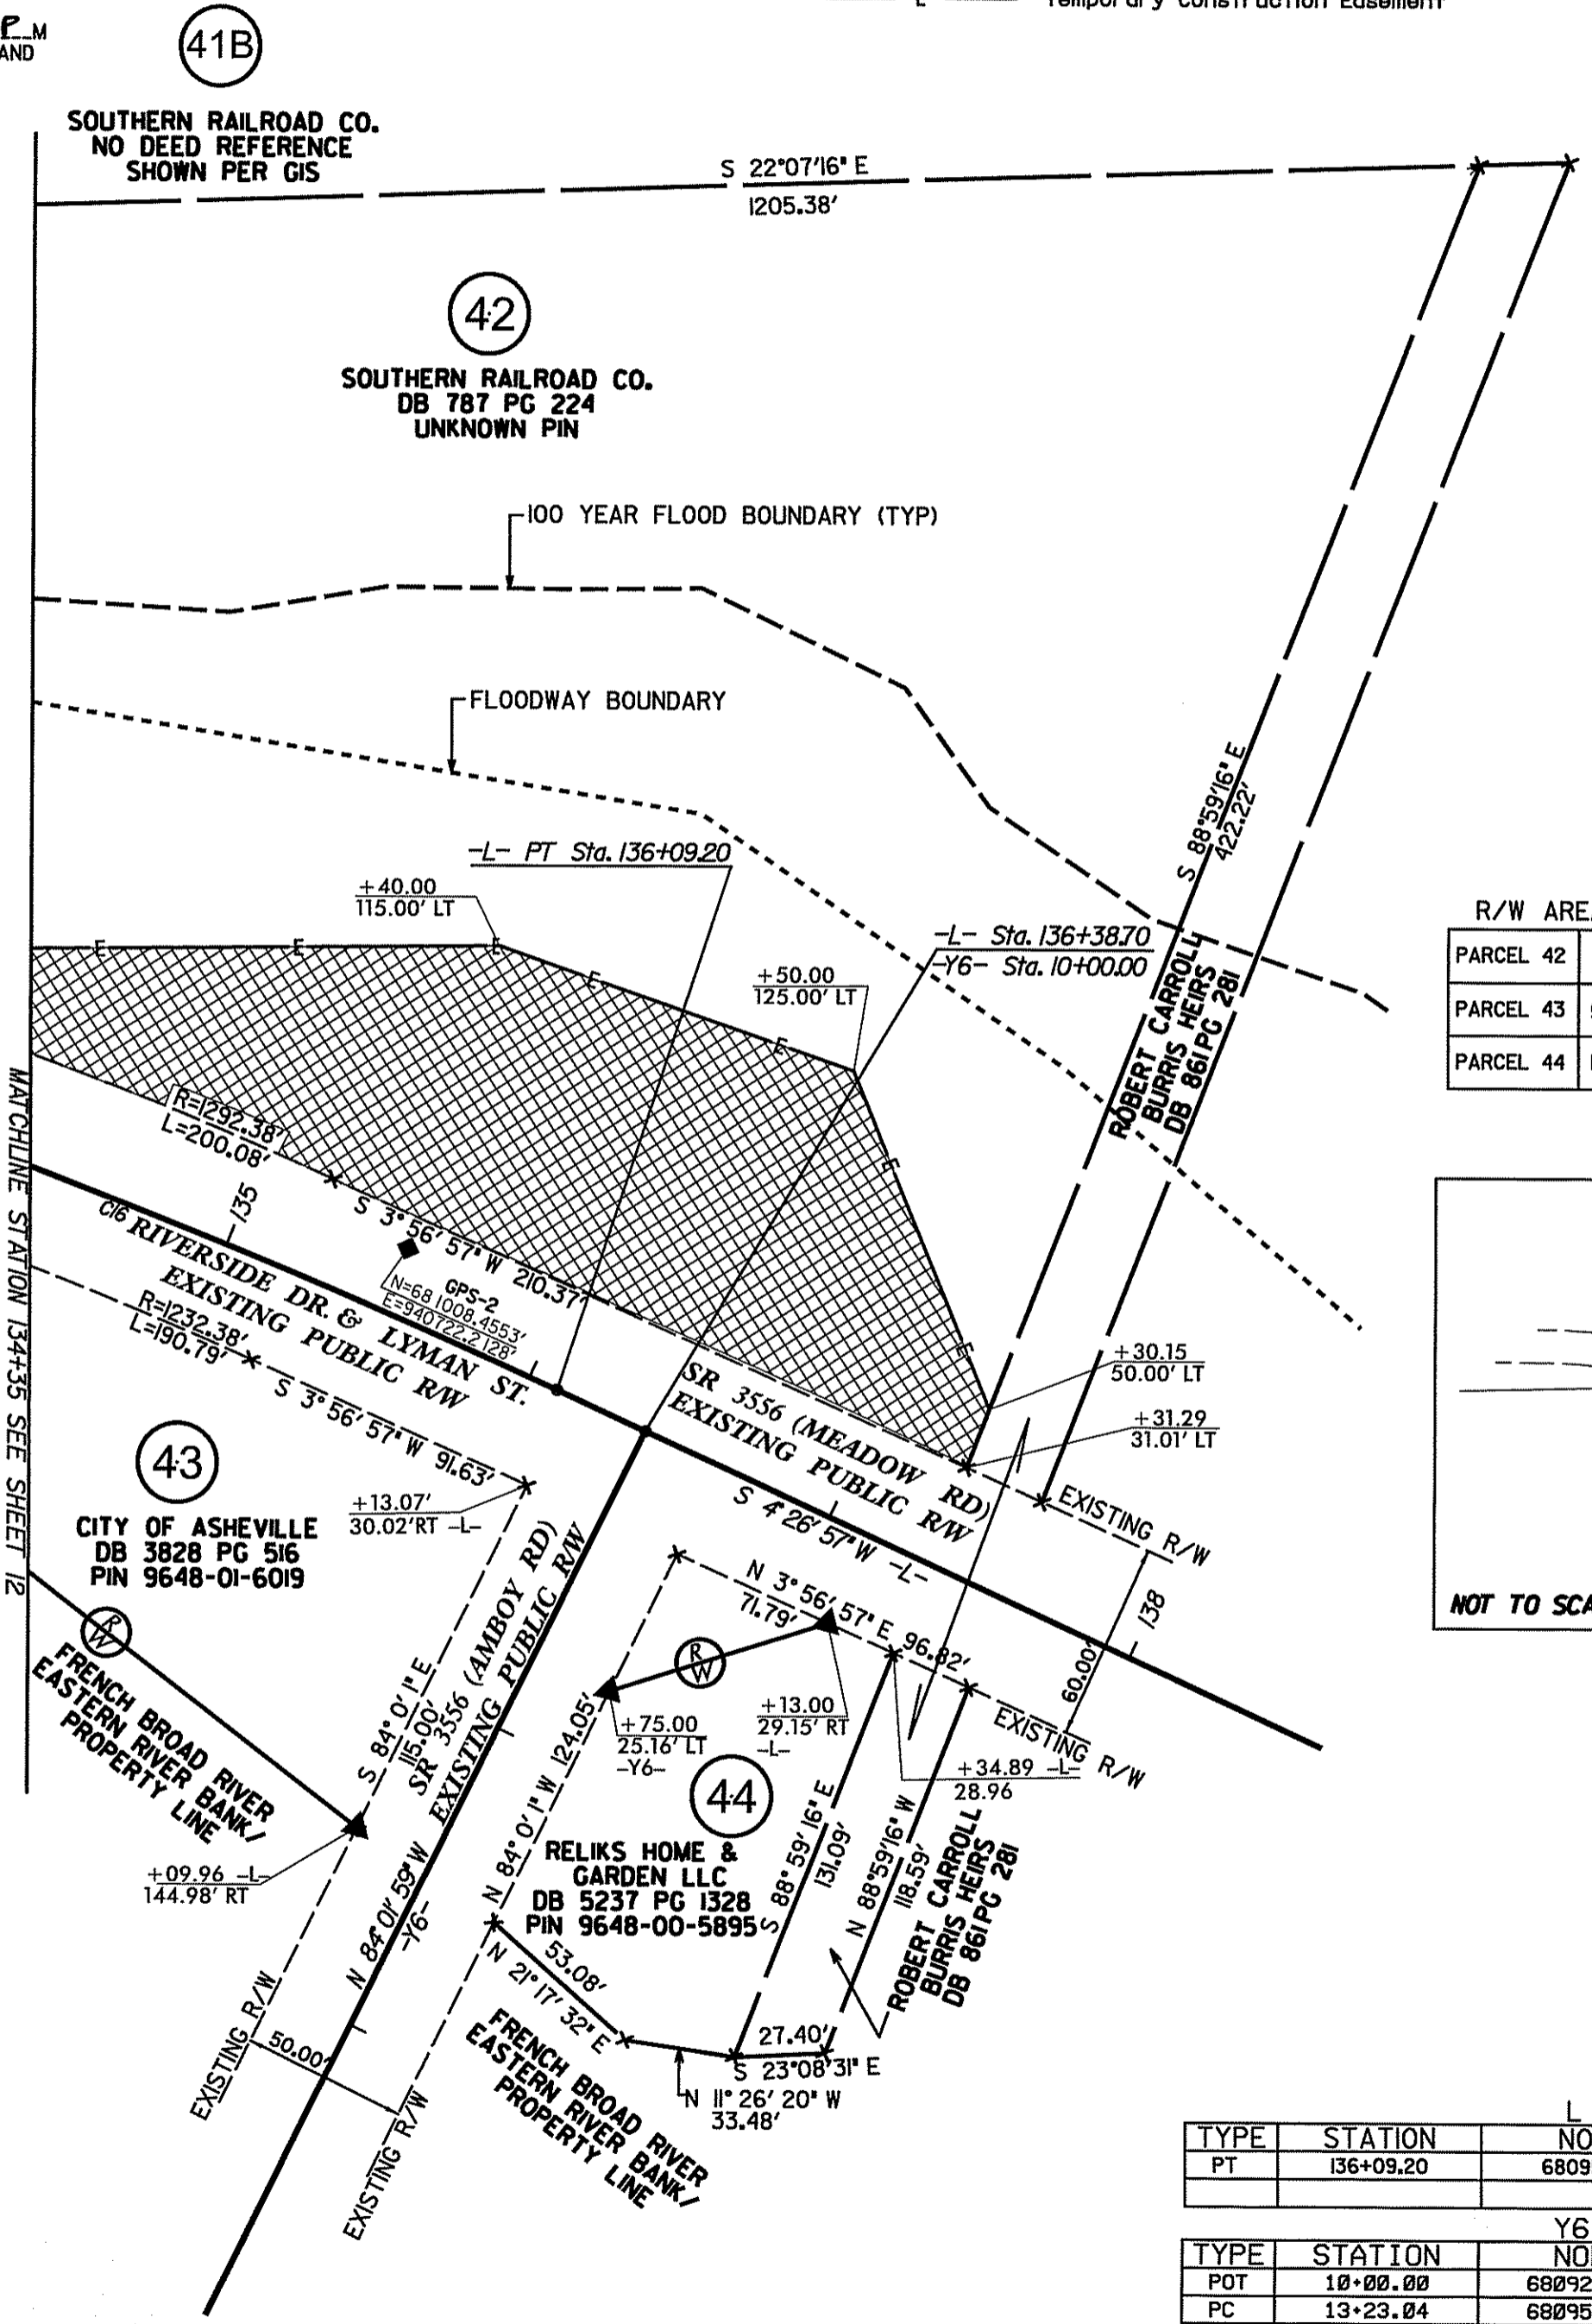 Temporary Construction Easement
AND
41B
SOUTHERN RAILROAD CO.
NO DEED REFERENCE
SHOWN PER GIS
S 22°07'16" E
1205.38'
42
SOUTHERN RAILROAD CO.
DB 787 PG 224
UNKNOWN PIN
100 YEAR FLOOD BOUNDARY (TYP)
FLOODWAY BOUNDARY
S 88°59'16" E
422.22'
-L- PT Sta. 136+09.20
+40.00
115.00' LT
-L- Sta. 136+38.70
-Y6- Sta. 10+00.00
+50.00
125.00' LT
E
E
E
E
E
E
E
ROBERT CARROLL
BURRIS HEIRS
DB 861 PG 281
R/W
PARCEL 42
PARCEL 43
PARCEL 44
MATCHLINE STATION 134+35 SEE SHEET 12
R=1292.38'
L=200.08'
135
S 3°56'57" W 210.37'
C16
RIVERSIDE DR. & LYMAN ST.
EXISTING PUBLIC R/W
GPS-2
N=681008.4553'
E=940722.2128'
R=1232.38'
L=190.79'
S 3°56'57" W 91.63'
SR 3556 (MEADOW RD)
EXISTING PUBLIC R/W
+30.15
50.00' LT
+31.29
31.01' LT
EXISTING R/W
S 4°26'57" W -L-
43
CITY OF ASHEVILLE
DB 3828 PG 516
PIN 9648-01-6019
+13.07'
30.02'RT -L-
R/W
FRENCH BROAD RIVER
EASTERN RIVER BANK/
PROPERTY LINE
S 84°0'1" E
115.00'
SR 3556 (AMBOY RD)
EXISTING PUBLIC R/W
N 3°56'57" E 96.82'
71.79'
138
60.00'
NOT TO
R/W
+75.00
25.16' LT
-Y6-
+13.00
29.15' RT
-L-
EXISTING R/W
+34.89 -L-
28.96
N 84°0'1" W 124.05'
44
RELIKS HOME &
GARDEN LLC
DB 5237 PG 1328
PIN 9648-00-5895
S 88°59'16" E
131.09'
N 88°59'16" W
118.59'
ROBERT CARROLL
BURRIS HEIRS
DB 861 PG 281
+09.96 -L-
144.98' RT
N 84°01'59" W
-Y6-
53.08'
N 21°17'32" E
EXISTING R/W
50.00'
EXISTING R/W
27.40'
S 23°08'31" E
N 11°26'20" W
33.48'
FRENCH BROAD RIVER
EASTERN RIVER BANK/
PROPERTY LINE
L
TYPE STATION
PT 136+09.20
Y6
TYPE STATION
POT 10+00.00
PC 13+23.04